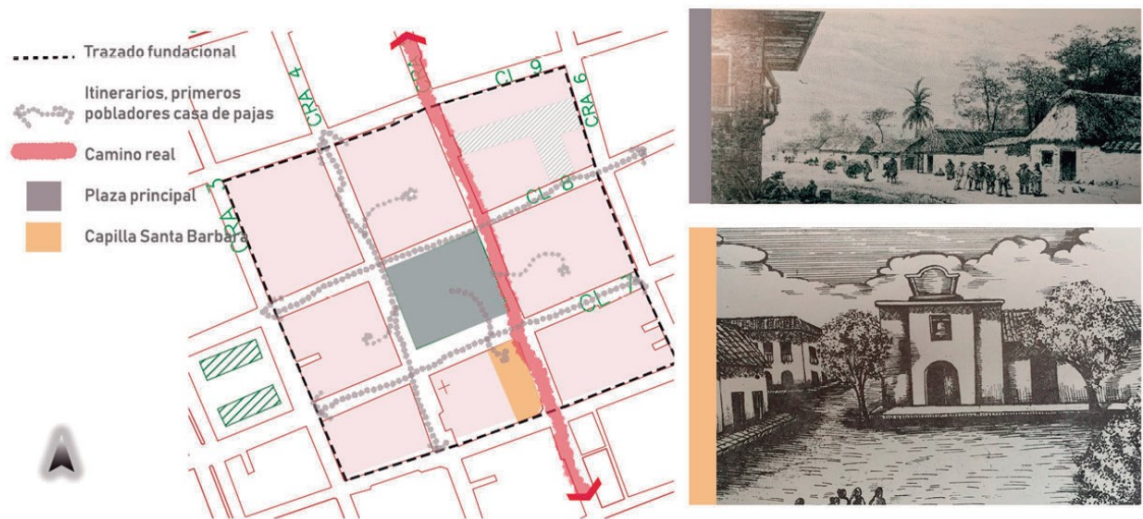 Trazado fundacional
Itinerarios, primeros
pobladores casa de pajas
Camino real
Plaza principal
Capilla Santa Barbara
CRA 3
CRA 4
CL 9
CRA 6
CL 8
CL 7